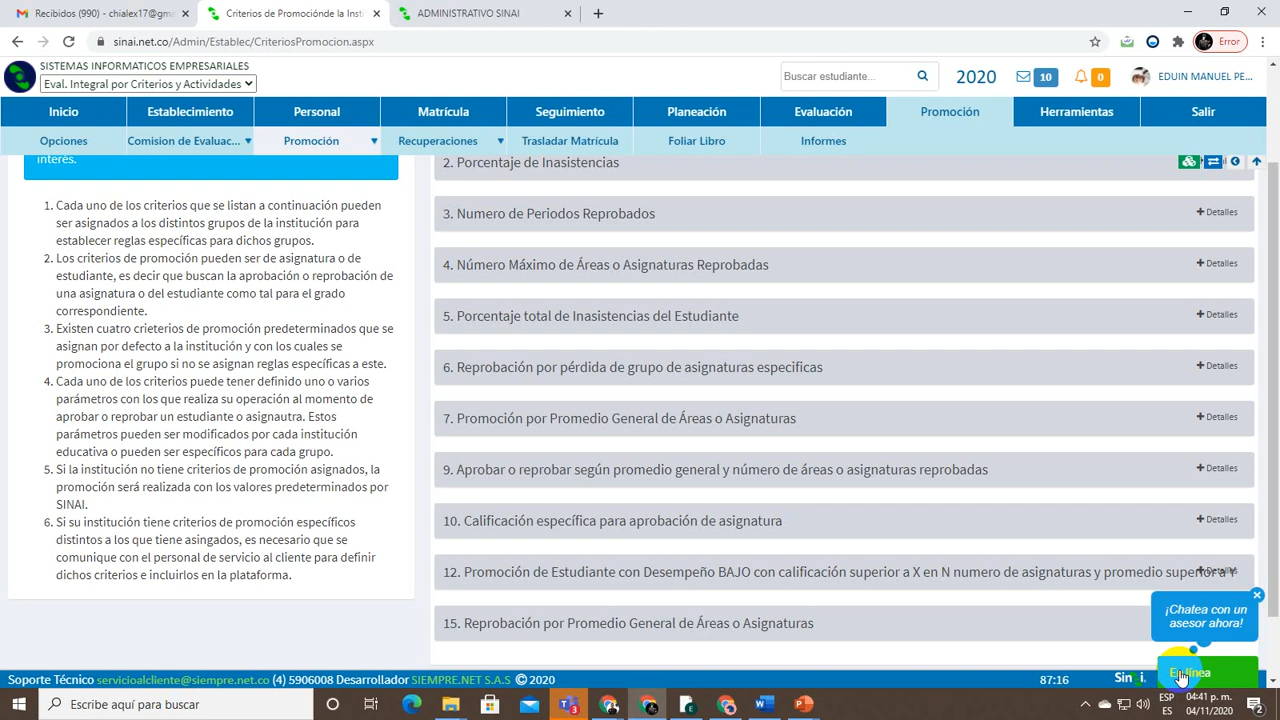 Recibidos (990) - chialex17@gma
Criterios de Promociónde la Insti
ADMINISTRATIVO SINAI
sinai.net.co/Admin/Establec/CriteriosPromocion.aspx
Error
SISTEMAS INFORMATICOS EMPRESARIALES
Eval. Integral por Criterios y Actividades
Buscar estudiante...
2020
10
0
EDUIN MANUEL PE...
Inicio
Establecimiento
Personal
Matrícula
Seguimiento
Planeación
Evaluación
Promoción
Herramientas
Salir
Opciones
Comision de Evaluac...
Promoción
Recuperaciones
Trasladar Matrícula
Foliar Libro
Informes
interés.
1. Cada uno de los criterios que se listan a continuación pueden
ser asignados a los distintos grupos de la institución para
establecer reglas específicas para dichos grupos.
2. Los criterios de promoción pueden ser de asignatura o de
estudiante, es decir que buscan la aprobación o reprobación de
una asignatura o del estudiante como tal para el grado
correspondiente.
3. Existen cuatro crieterios de promoción predeterminados que se
asignan por defecto a la institución y con los cuales se
promociona el grupo si no se asignan reglas específicas a este.
4. Cada uno de los criterios puede tener definido uno o varios
parámetros con los que realiza su operación al momento de
aprobar o reprobar un estudiante o asignautra. Estos
parámetros pueden ser modificados por cada institución
educativa o pueden ser específicos para cada grupo.
5. Si la institución no tiene criterios de promoción asignados, la
promoción será realizada con los valores predeterminados por
SINAI.
6. Si su institución tiene criterios de promoción específicos
distintos a los que tiene asingados, es necesario que se
comunique con el personal de servicio al cliente para definir
dichos criterios e incluirlos en la plataforma.
2. Porcentaje de Inasistencias
3. Numero de Periodos Reprobados
Detalles
4. Número Máximo de Áreas o Asignaturas Reprobadas
Detalles
5. Porcentaje total de Inasistencias del Estudiante
Detalles
6. Reprobación por pérdida de grupo de asignaturas especificas
Detalles
7. Promoción por Promedio General de Áreas o Asignaturas
Detalles
9. Aprobar o reprobar según promedio general y número de áreas o asignaturas reprobadas
Detalles
10. Calificación específica para aprobación de asignatura
Detalles
12. Promoción de Estudiante con Desempeño BAJO con calificación superior a X en N numero de asignaturas y promedio superior a Y
15. Reprobación por Promedio General de Áreas o Asignaturas
¡Chatea con un
asesor ahora!
En línea
Soporte Técnico servicioalcliente@siempre.net.co (4) 5906008 Desarrollador SIEMPRE.NET S.A.S © 2020
87:16
Sinai.
Escribe aquí para buscar
ESP
ES
04:41 p. m.
04/11/2020
2